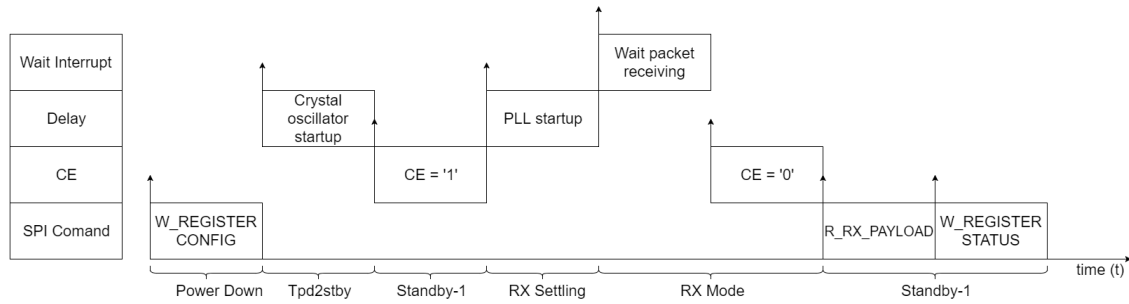 Wait Interrupt
Delay
CE
SPI Comand
W_REGISTER
CONFIG
Crystal
oscillator
startup
CE = '1'
PLL startup
Wait packet
receiving
CE = '0'
R_RX_PAYLOAD
W_REGISTER
STATUS
time (t)
Power Down
Tpd2stby
Standby-1
RX Settling
RX Mode
Standby-1